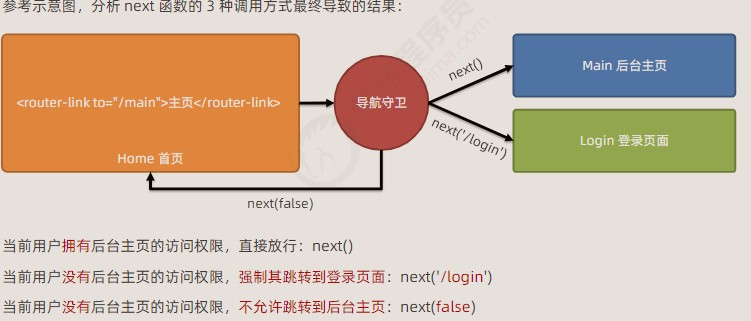 参考示意图，分析 next 函数的 3 种调用方式最终导致的结果：
next()
Main 后台主页
<router-link to="/main">主页</router-link>
导航守卫
next('/login')
Login 登录页面
Home 首页
next(false)
当前用户拥有后台主页的访问权限，直接放行：next()
当前用户没有后台主页的访问权限，强制其跳转到登录页面：next('/login')
当前用户没有后台主页的访问权限，不允许跳转到后台主页：next(false)